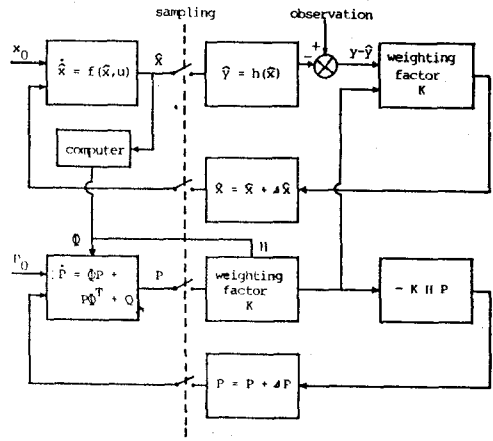 sampling
observation
x₀
ẋ̂ = f(x̂,u)
x̂
ŷ = h(x̂)
+
−
y-ŷ
weighting
factor
K
computer
x̂ = x̂ + Δx̂
Φ
H
P₀
Ṗ = ΦP +
PΦᵀ + Q
P
weighting
factor
K
- K H P
P = P + ΔP